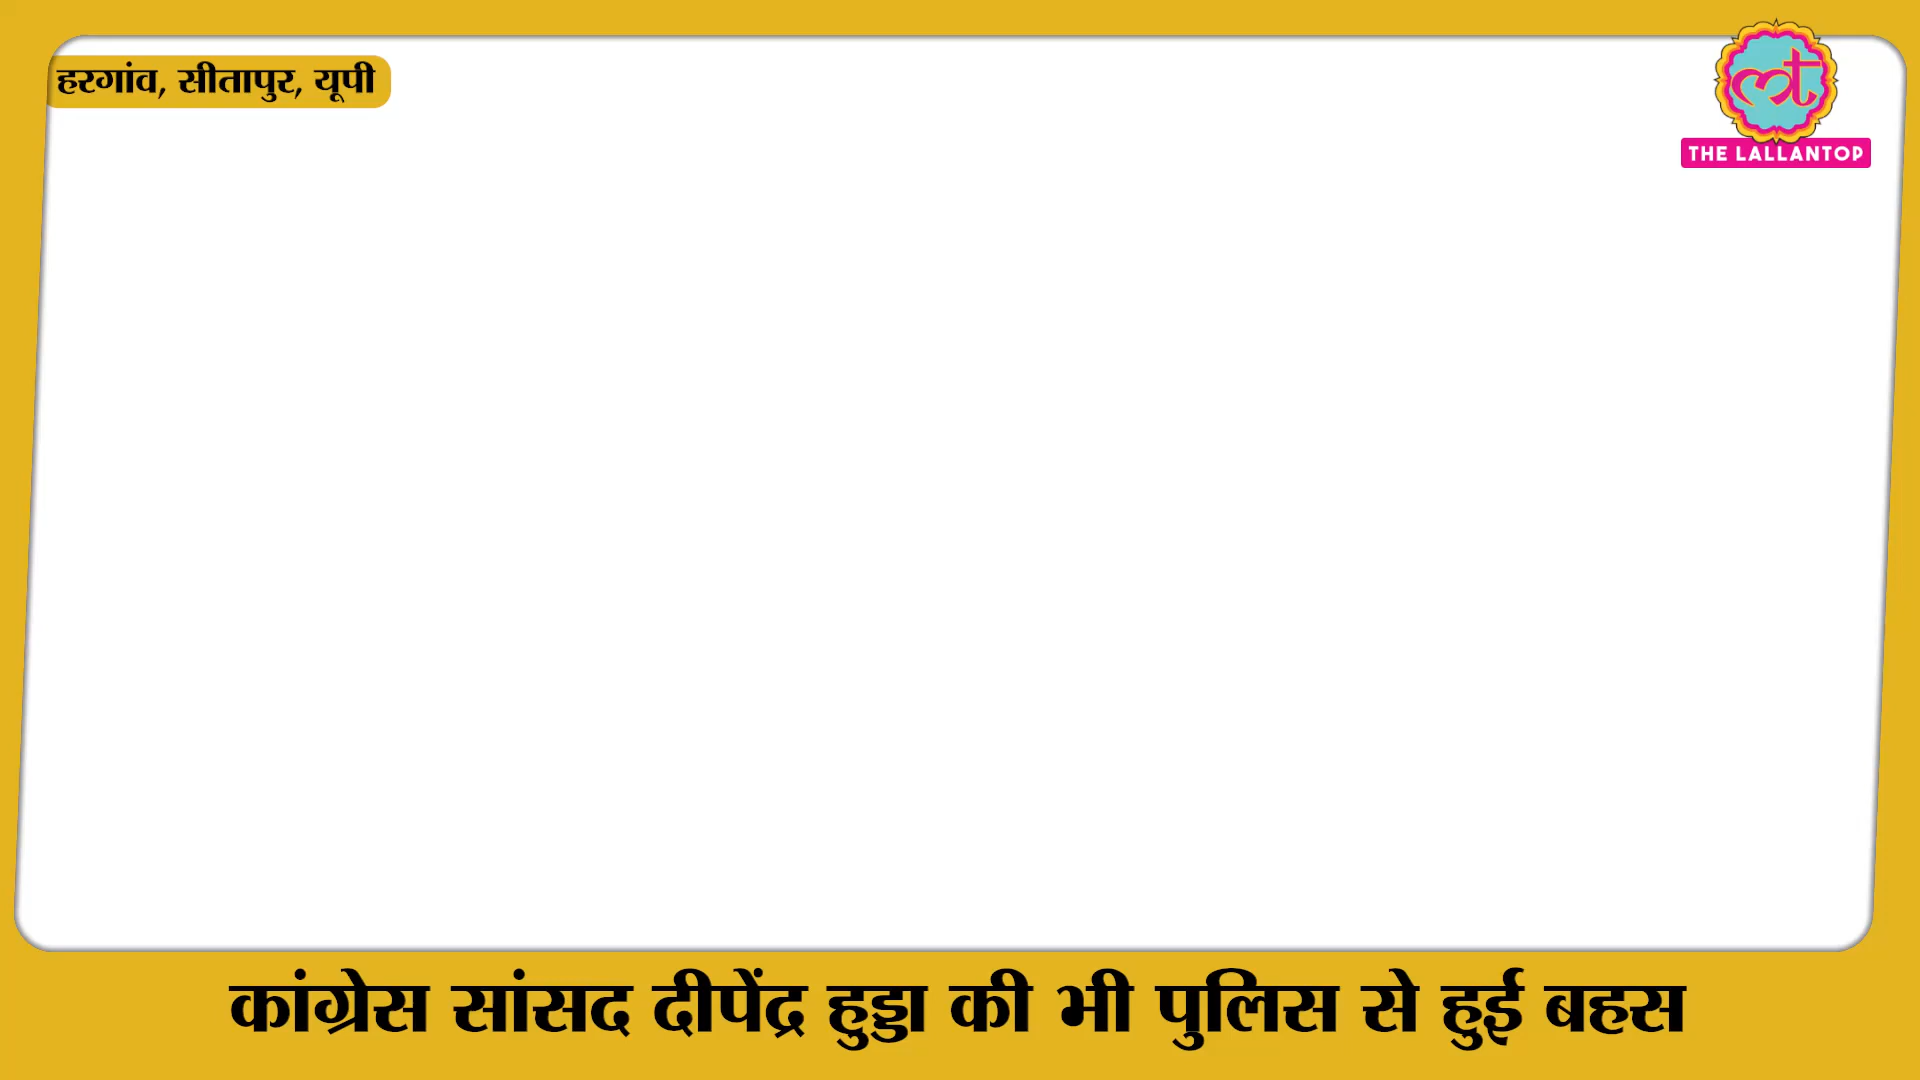 हरगांव, सीतापुर, यूपी
THE LALLANTOP
कांग्रेस सांसद दीपेंद्र हुड्डा की भी पुलिस से हुई बहस